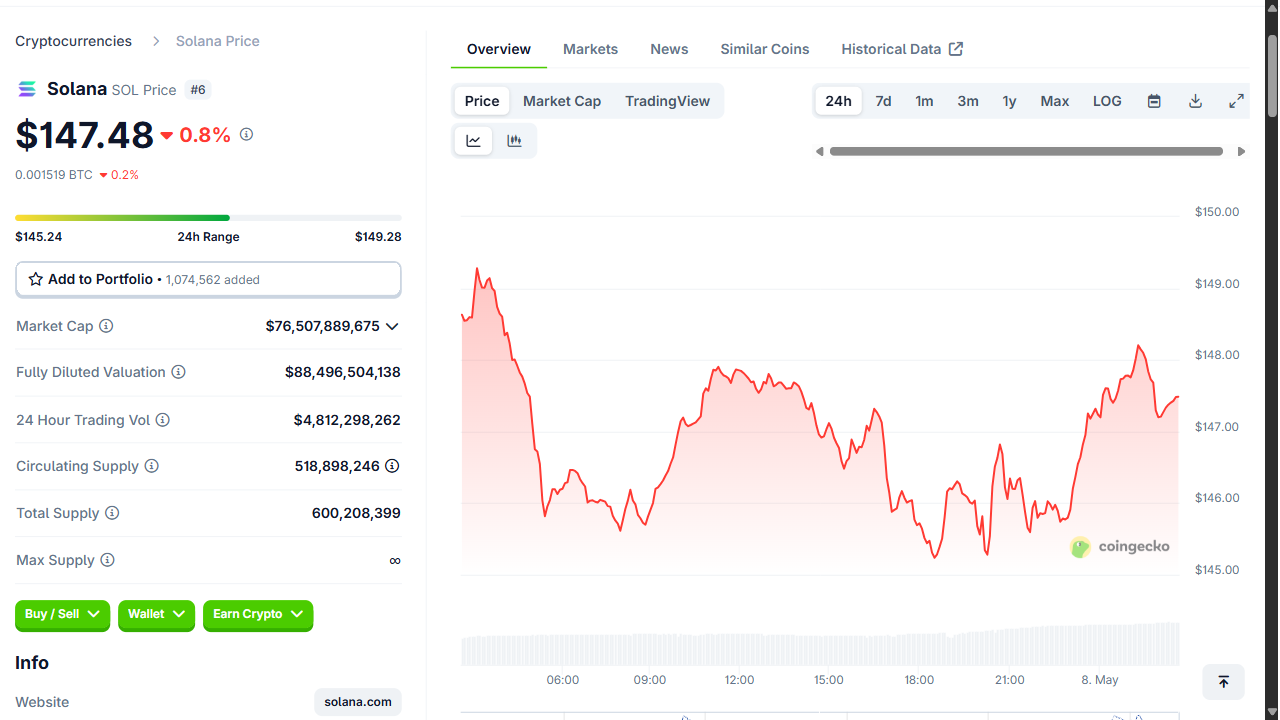 Cryptocurrencies > Solana Price
Solana SOL Price #6
$147.48 0.8%
0.001519 BTC 0.2%
$145.24 24h Range $149.28
Add to Portfolio • 1,074,562 added
Market Cap $76,507,889,675
Fully Diluted Valuation $88,496,504,138
24 Hour Trading Vol $4,812,298,262
Circulating Supply 518,898,246
Total Supply 600,208,399
Max Supply ∞
Buy / Sell Wallet Earn Crypto
Info
Website solana.com
Overview Markets News Similar Coins Historical Data
Price Market Cap TradingView 24h 7d 1m 3m 1y Max LOG
$150.00
$149.00
$148.00
$147.00
$146.00
$145.00
coingecko
06:00 09:00 12:00 15:00 18:00 21:00 8. May